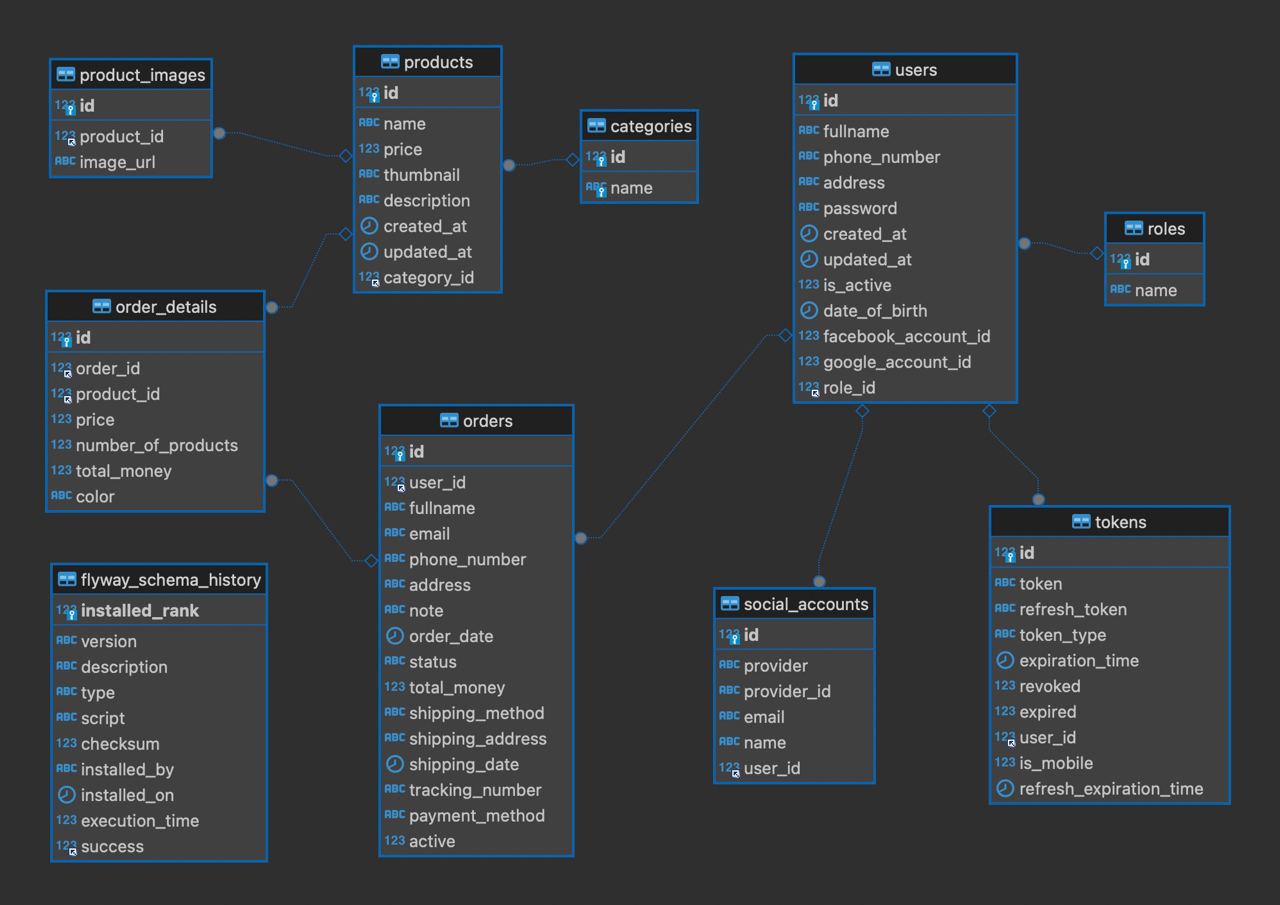 product_images
123 id
123 product_id
ABC image_url
products
123 id
ABC name
123 price
ABC thumbnail
ABC description
created_at
updated_at
123 category_id
categories
123 id
ABC name
users
123 id
ABC fullname
ABC phone_number
ABC address
ABC password
created_at
updated_at
123 is_active
date_of_birth
123 facebook_account_id
123 google_account_id
123 role_id
roles
123 id
ABC name
order_details
123 id
123 order_id
123 product_id
123 price
123 number_of_products
123 total_money
ABC color
orders
123 id
123 user_id
ABC fullname
ABC email
ABC phone_number
ABC address
ABC note
order_date
ABC status
123 total_money
ABC shipping_method
ABC shipping_address
shipping_date
ABC tracking_number
ABC payment_method
123 active
flyway_schema_history
123 installed_rank
ABC version
ABC description
ABC type
ABC script
123 checksum
ABC installed_by
installed_on
123 execution_time
123 success
social_accounts
123 id
ABC provider
ABC provider_id
ABC email
ABC name
123 user_id
tokens
123 id
ABC token
ABC refresh_token
ABC token_type
expiration_time
123 revoked
123 expired
123 user_id
123 is_mobile
refresh_expiration_time